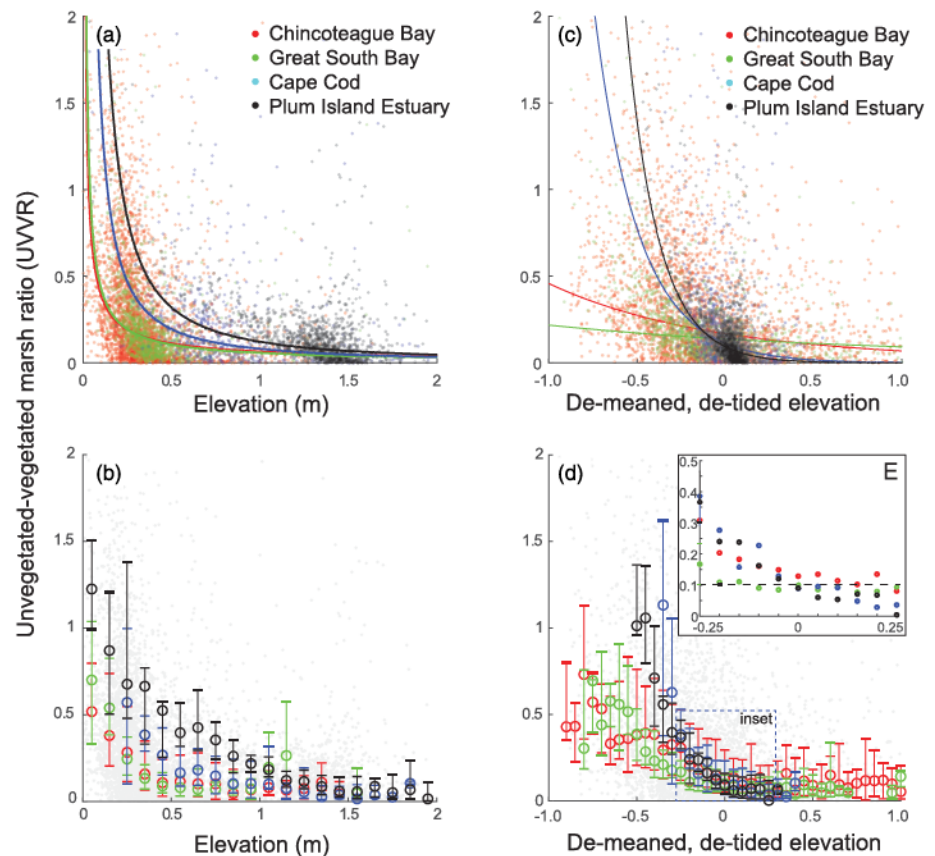 Unvegetated-vegetated marsh ratio (UVVR)
(a)
Chincoteague Bay
Great South Bay
Cape Cod
Plum Island Estuary
2
1.5
1
0.5
0
0 0.5 1 1.5 2
Elevation (m)
(c)
Chincoteague Bay
Great South Bay
Cape Cod
Plum Island Estuary
2
1.5
1
0.5
0
-1.0 -0.5 0 0.5 1.0
De-meaned, de-tided elevation
(b)
2
1.5
1
0.5
0
0 0.5 1.0 1.5 2
Elevation (m)
(d)
2
1.5
1
0.5
0
-1.0 -0.5 0 0.5 1.0
De-meaned, de-tided elevation
inset
E
0.5
0.4
0.3
0.2
0.1
0
-0.25 0 0.25